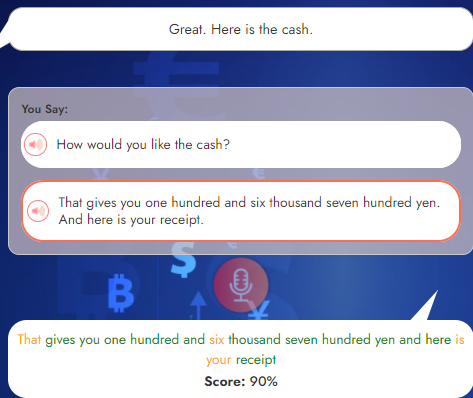 Great. Here is the cash.
You Say:
How would you like the cash?
That gives you one hundred and six thousand seven hundred yen.
And here is your receipt.
That gives you one hundred and six thousand seven hundred yen and here is
your receipt
Score: 90%